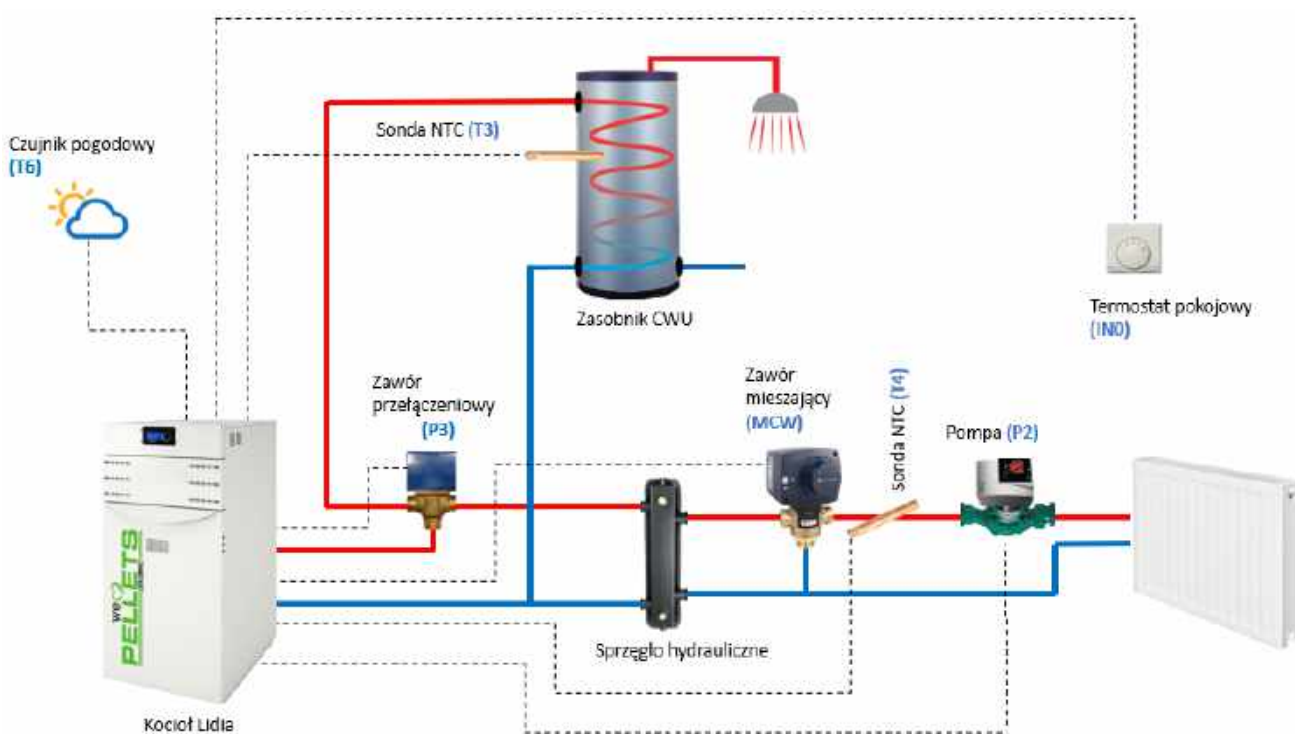 Sonda NTC (T3)
Czujnik pogodowy
(T6)
Zasobnik CWU
Termostat pokojowy
(IN0)
Zawór
przełączeniowy
(P3)
Zawór
mieszający
(MCW)
Sonda NTC (T4)
Pompa (P2)
we
PELLETS
Sprzęgło hydrauliczne
Kocioł Lidia